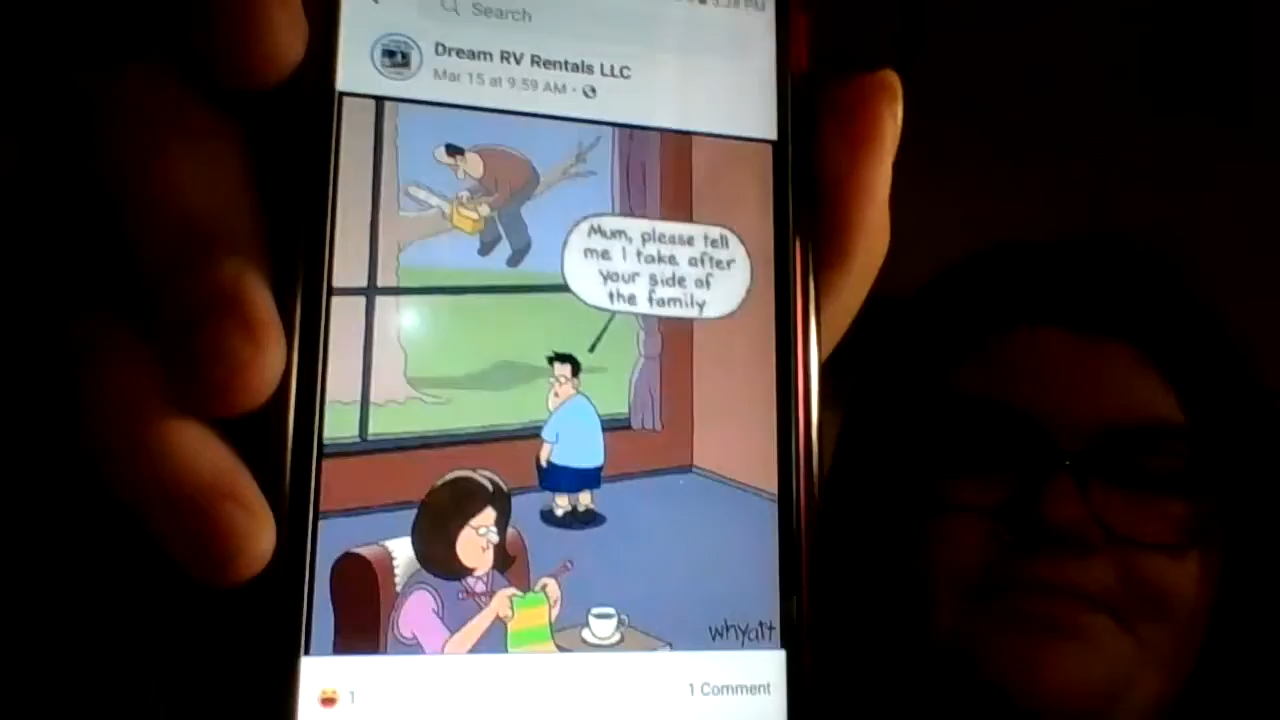 Search
Dream RV Rentals LLC
Mar 15 at 9:59 AM ·
Mum, please tell
me I take after
your side of
the family
whyatt
1
1 Comment